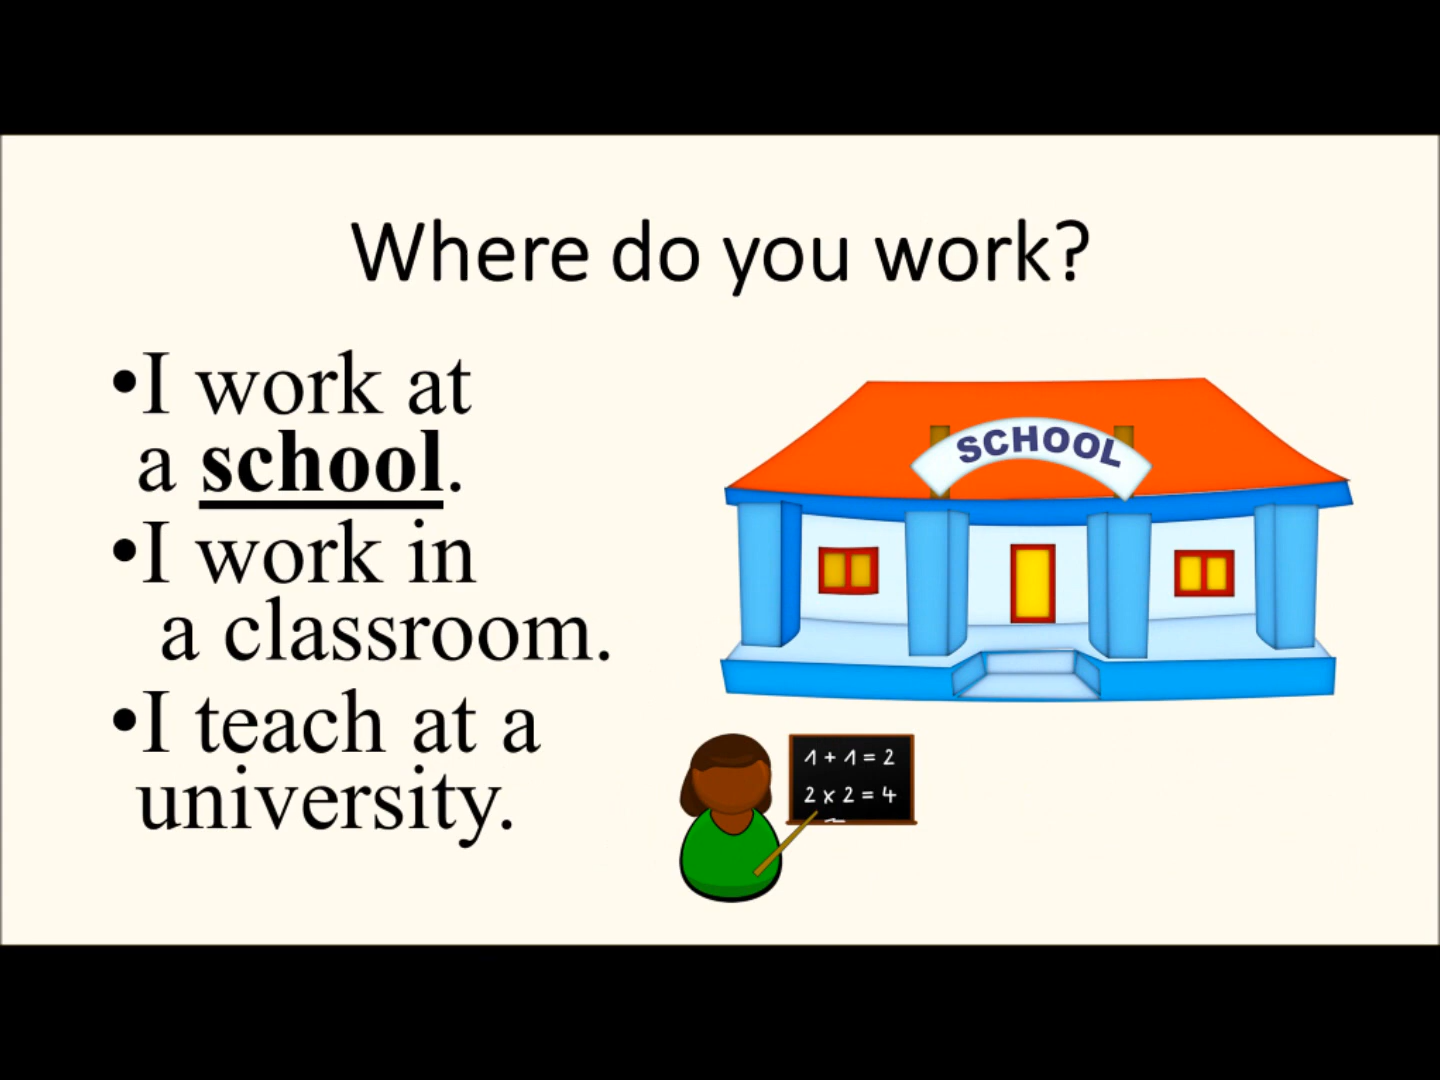 Where do you work?
•I work at
a school.
•I work in
a classroom.
•I teach at a
university.
SCHOOL
1 + 1 = 2
2 x 2 = 4